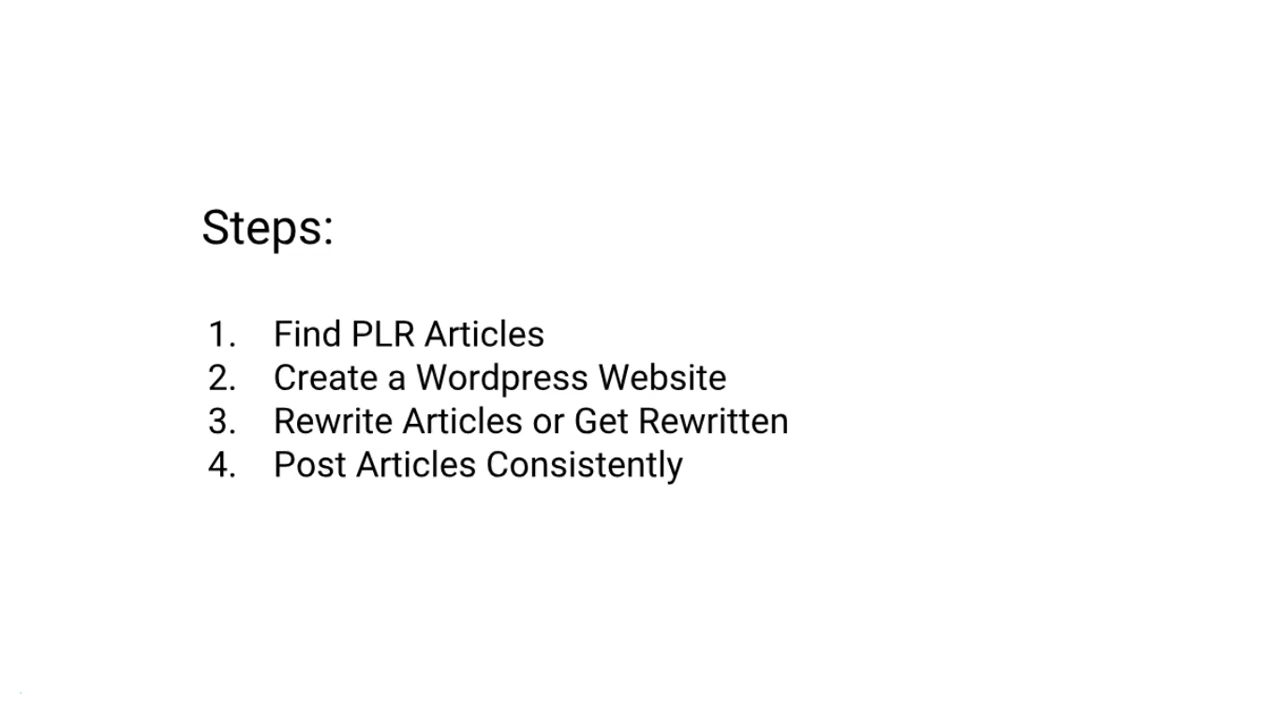 Steps:
1. Find PLR Articles
2. Create a Wordpress Website
3. Rewrite Articles or Get Rewritten
4. Post Articles Consistently